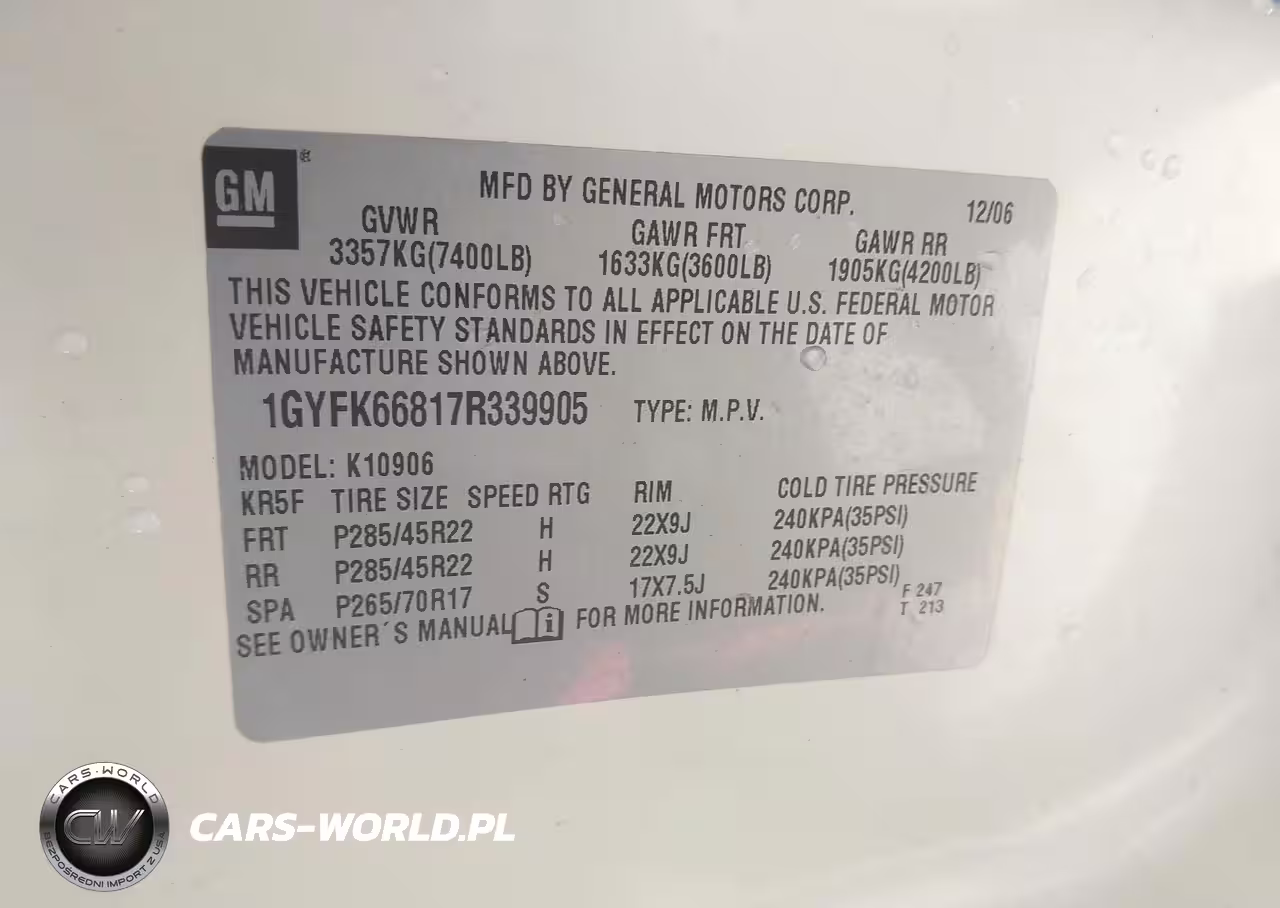 GM
MFD BY GENERAL MOTORS CORP.
12/06
GVWR GAWR FRT GAWR RR
3357KG(7400LB) 1633KG(3600LB) 1905KG(4200LB)
THIS VEHICLE CONFORMS TO ALL APPLICABLE U.S. FEDERAL MOTOR
VEHICLE SAFETY STANDARDS IN EFFECT ON THE DATE OF
MANUFACTURE SHOWN ABOVE.
1GYFK66817R339905 TYPE: M.P.V.
MODEL: K10906
KR5F TIRE SIZE SPEED RTG RIM COLD TIRE PRESSURE
FRT P285/45R22 H 22X9J 240KPA(35PSI)
RR P285/45R22 H 22X9J 240KPA(35PSI)
SPA P265/70R17 S 17X7.5J 240KPA(35PSI)
F 247
T 213
SEE OWNER´S MANUAL i FOR MORE INFORMATION.
CARS-WORLD
CW
BEZPOŚREDNI IMPORT Z USA
CARS-WORLD.PL